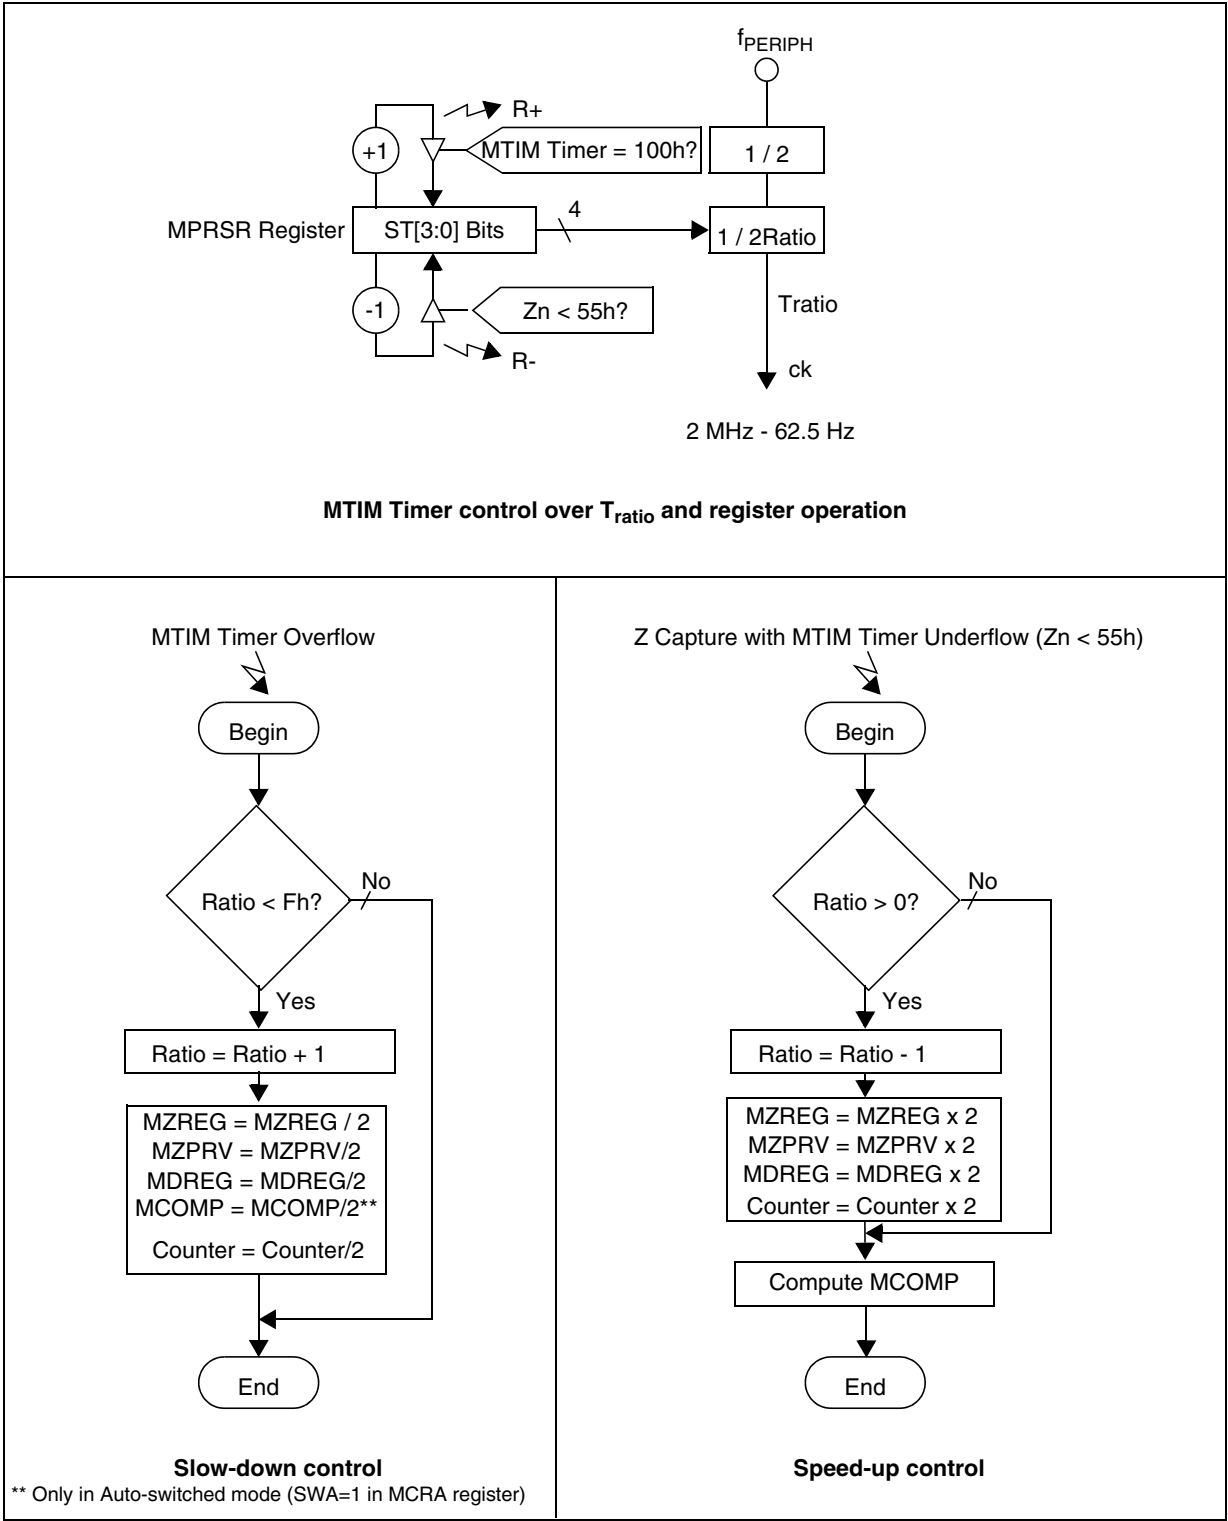 fPERIPH
R+
+1
MTIM Timer = 100h?
1 / 2
4
MPRSR Register
ST[3:0] Bits
1 / 2Ratio
-1
Zn < 55h?
Tratio
R-
ck
2 MHz - 62.5 Hz
MTIM Timer control over Tratio and register operation
MTIM Timer Overflow
Begin
Ratio < Fh?
No
Yes
Ratio = Ratio + 1
MZREG = MZREG / 2
MZPRV = MZPRV/2
MDREG = MDREG/2
MCOMP = MCOMP/2**
Counter = Counter/2
End
Slow-down control
** Only in Auto-switched mode (SWA=1 in MCRA register)
Z Capture with MTIM Timer Underflow (Zn < 55h)
Begin
Ratio > 0?
No
Yes
Ratio = Ratio - 1
MZREG = MZREG x 2
MZPRV = MZPRV x 2
MDREG = MDREG x 2
Counter = Counter x 2
Compute MCOMP
End
Speed-up control